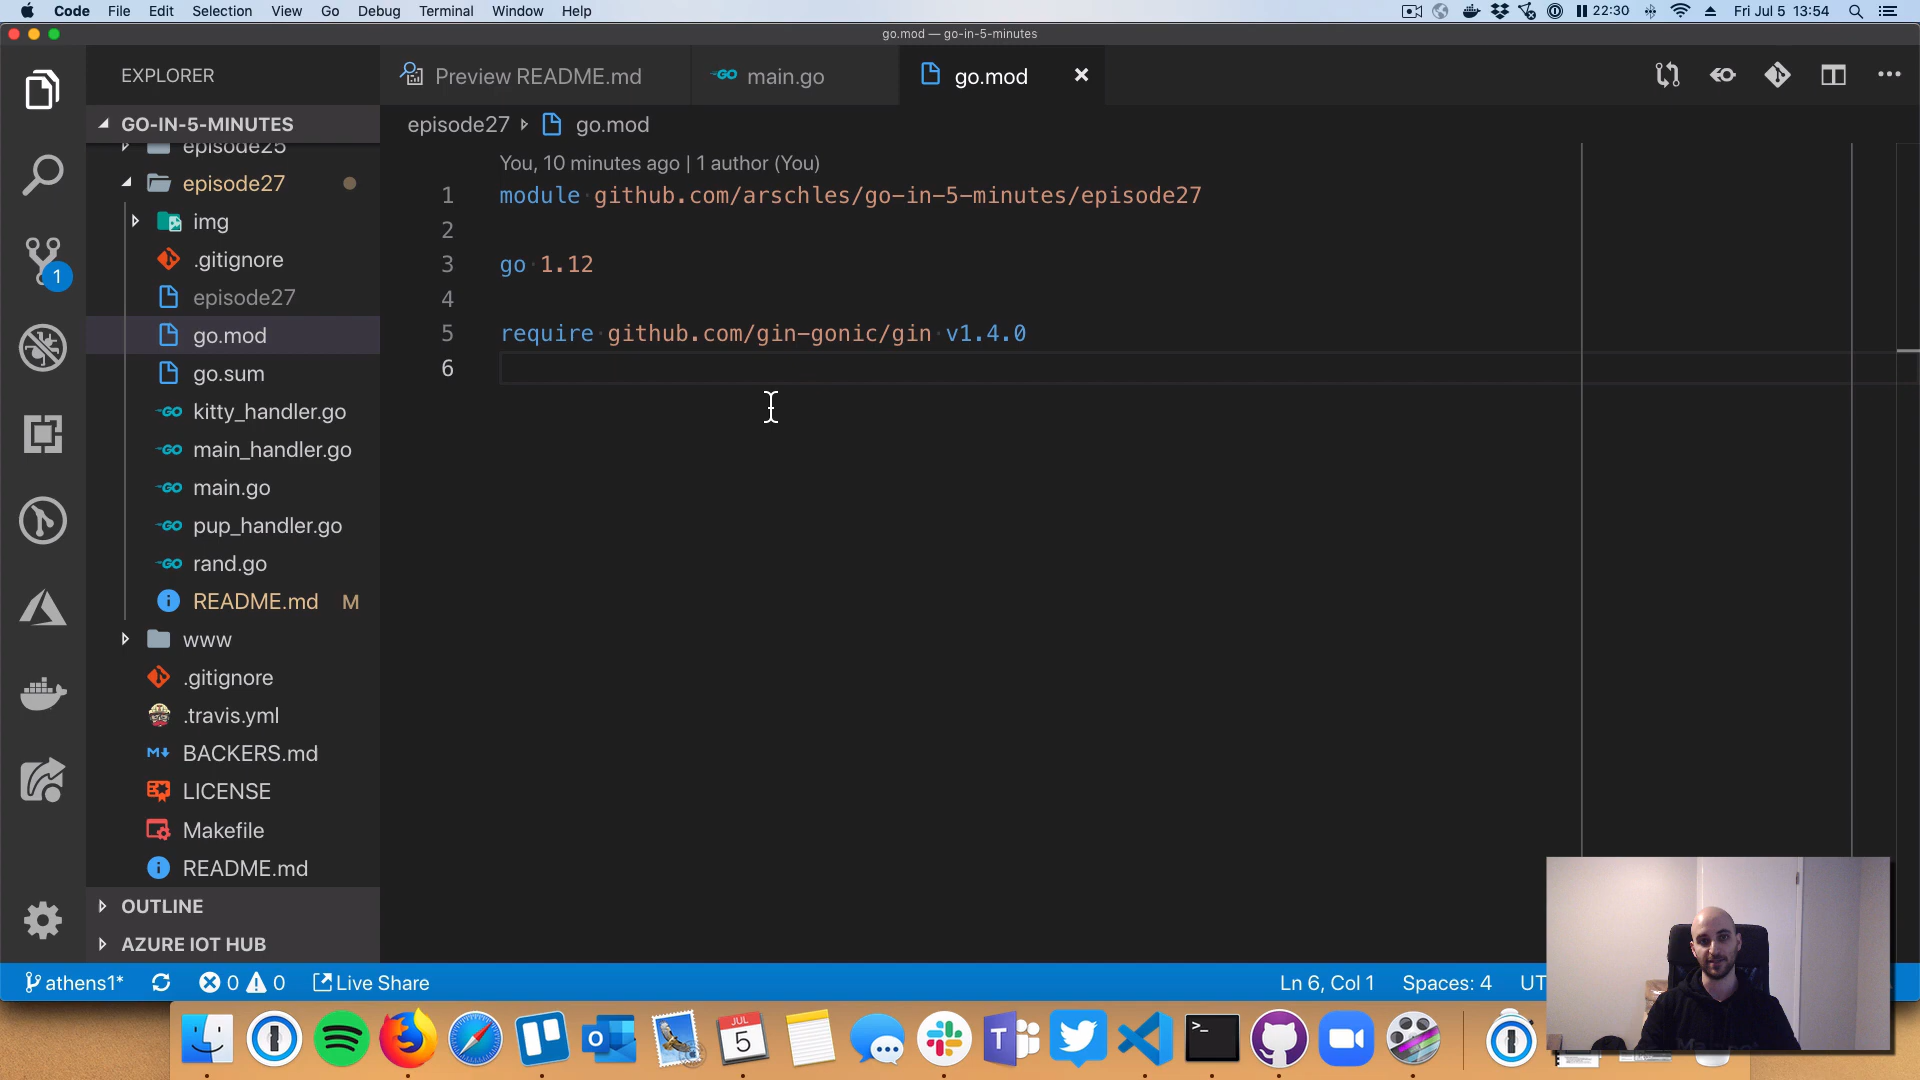 Code File Edit Selection View Go Debug Terminal Window Help 22:30 Fri Jul 5 13:54
go.mod — go-in-5-minutes
EXPLORER
Preview README.md
main.go
go.mod
GO-IN-5-MINUTES
episode27 go.mod
episode25
You, 10 minutes ago | 1 author (You)
episode27
1 module github.com/arschles/go-in-5-minutes/episode27
img
2
.gitignore
3 go 1.12
episode27
4
go.mod
5 require github.com/gin-gonic/gin v1.4.0
go.sum
6
kitty_handler.go
main_handler.go
main.go
pup_handler.go
rand.go
README.md M
www
.gitignore
.travis.yml
BACKERS.md
LICENSE
Makefile
README.md
OUTLINE
AZURE IOT HUB
1
athens1* 0 0 Live Share Ln 6, Col 1 Spaces: 4 UT
JUL
5